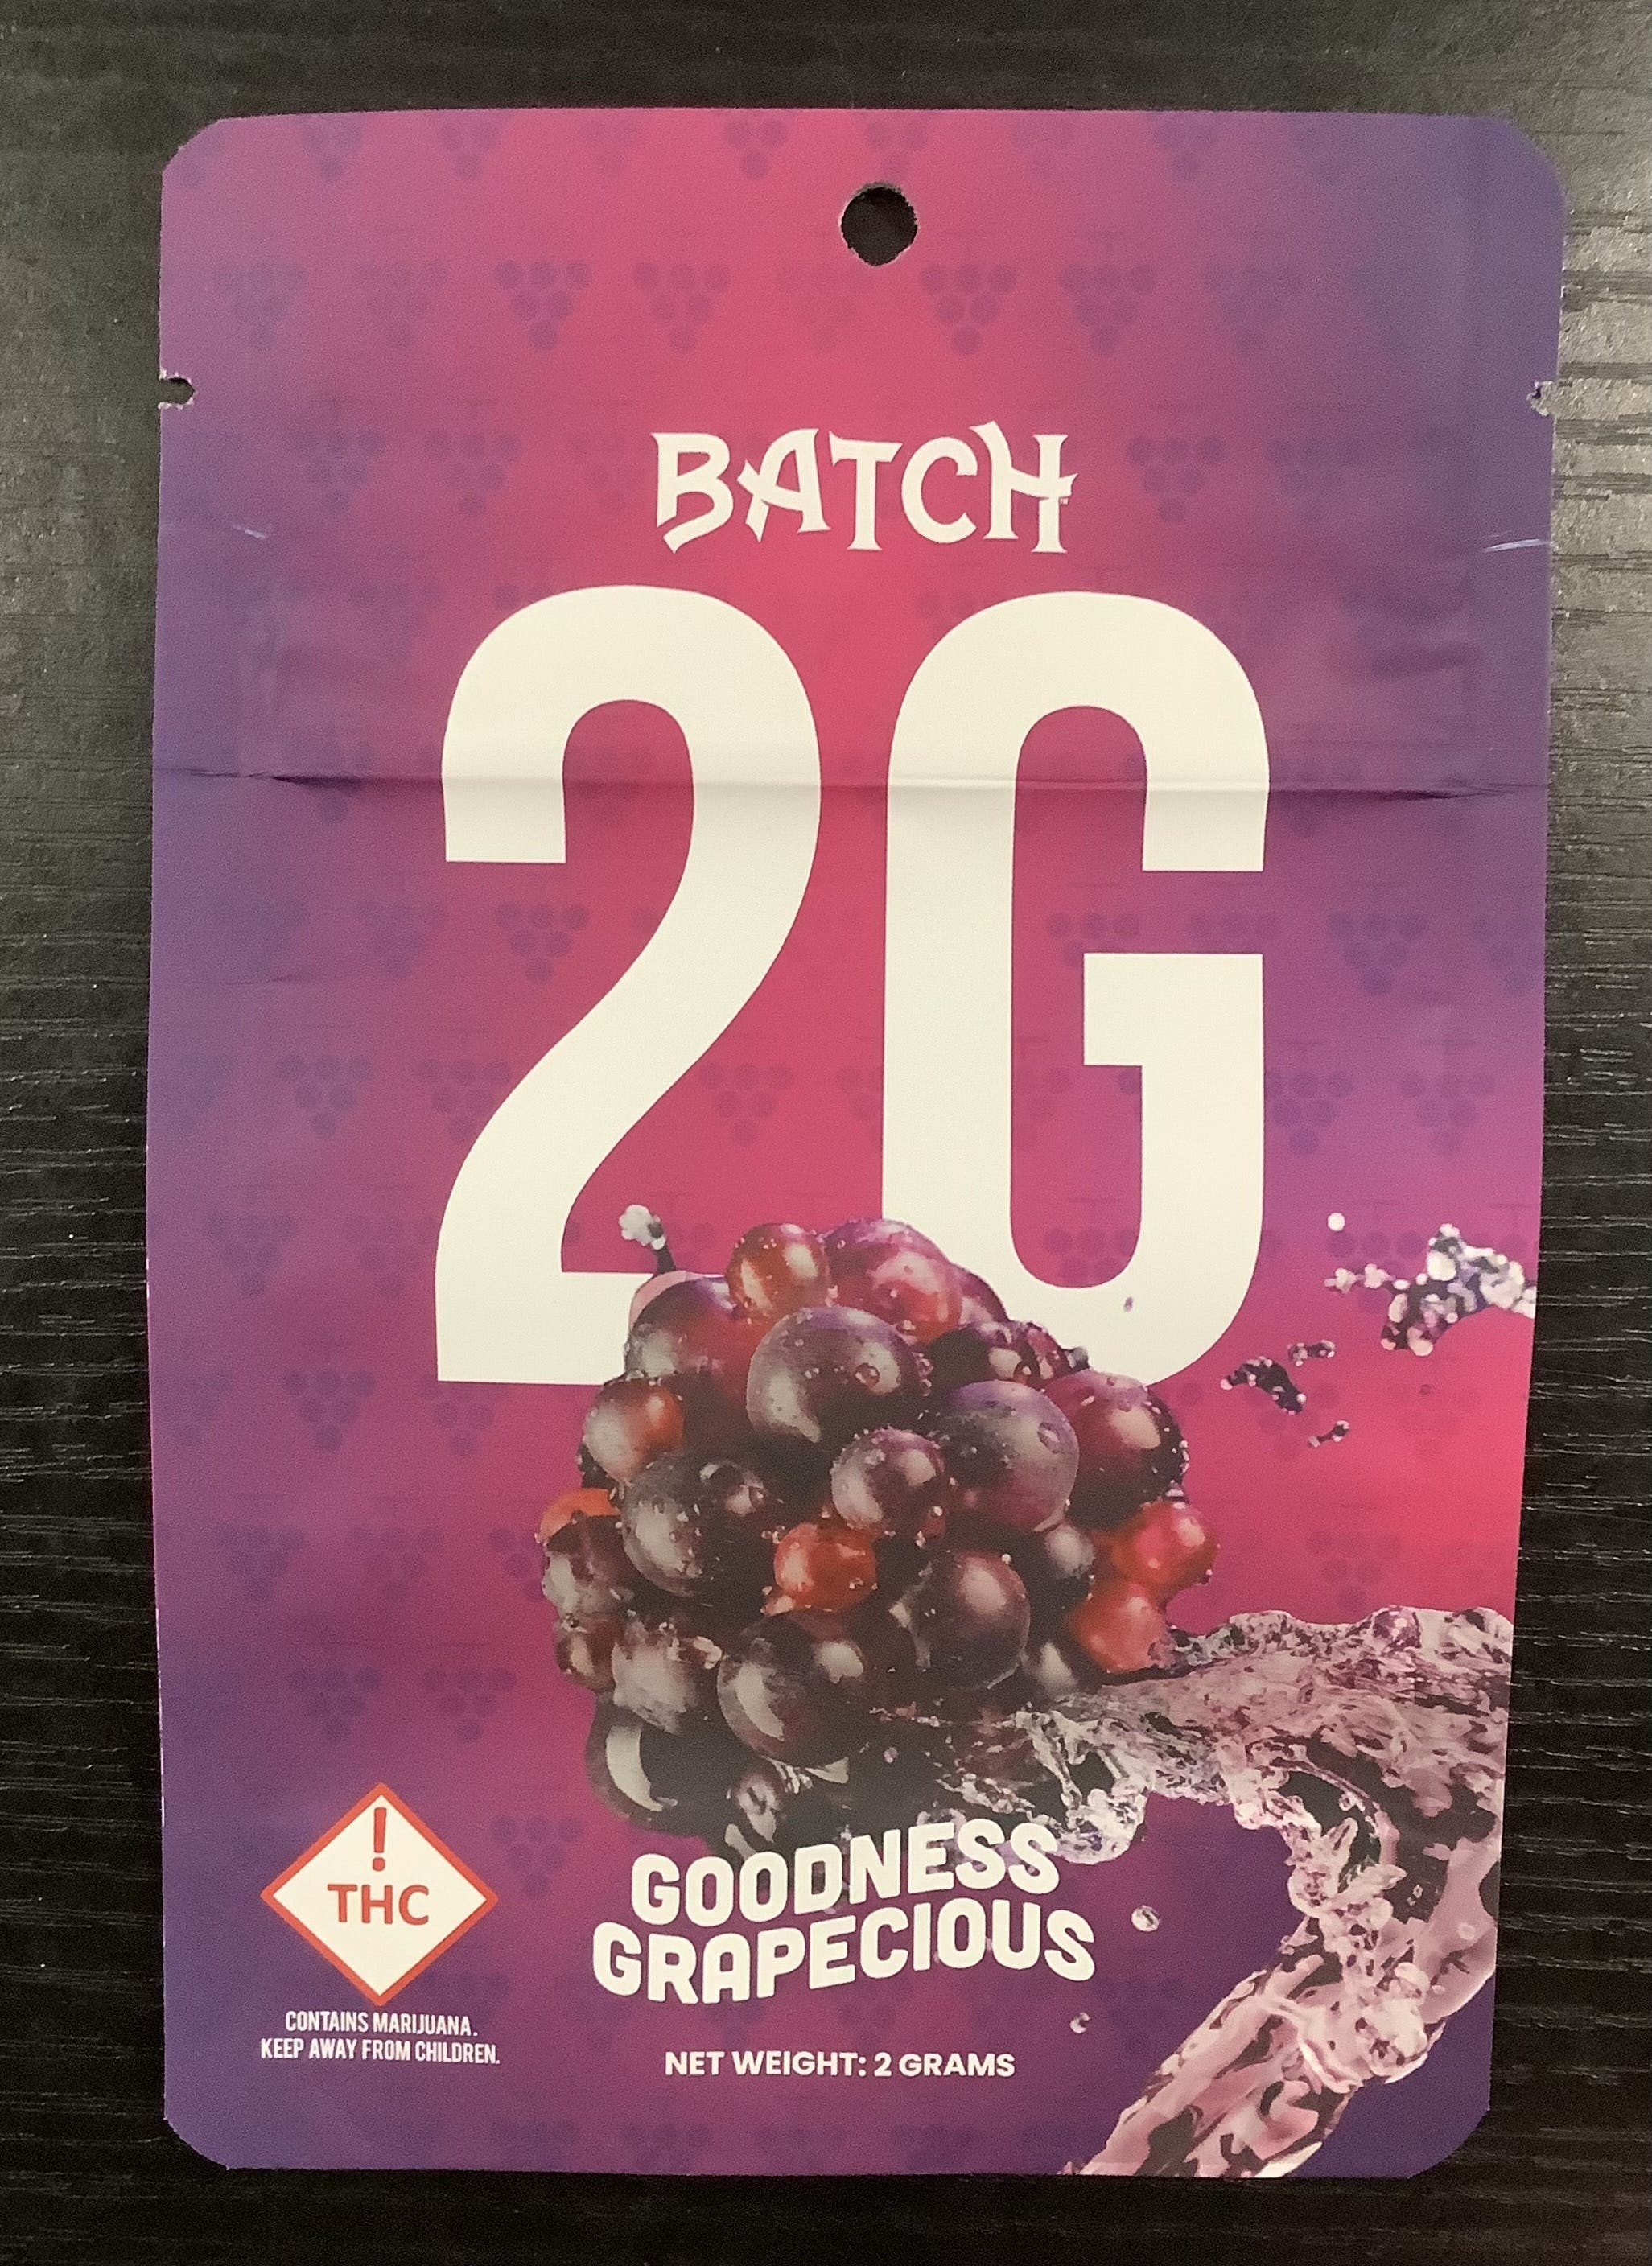 BATCH
2G
GOODNESS
GRAPECIOUS
!
THC
CONTAINS MARIJUANA.
KEEP AWAY FROM CHILDREN.
NET WEIGHT: 2 GRAMS